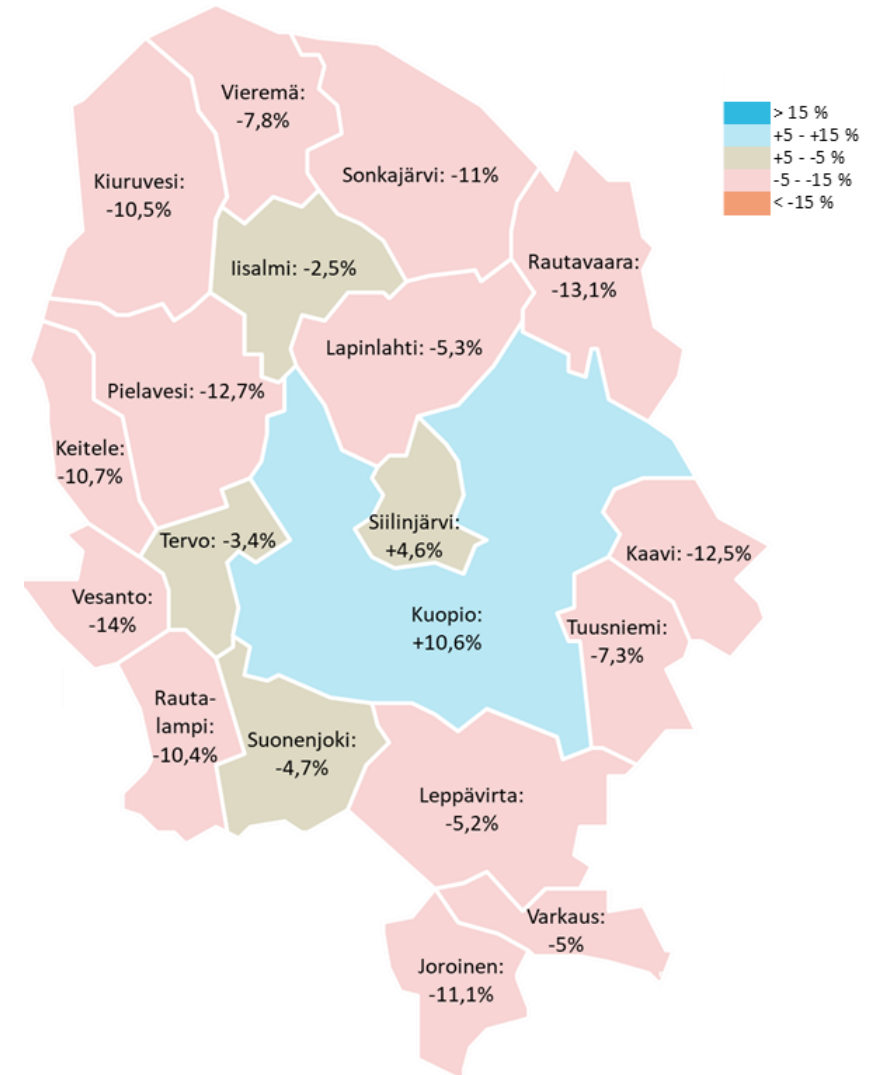 Vieremä:
-7,8%
> 15 %
+5 - +15 %
+5 - -5 %
-5 - -15 %
< -15 %
Kiuruvesi:
-10,5%
Sonkajärvi: -11%
Iisalmi: -2,5%
Rautavaara:
-13,1%
Lapinlahti: -5,3%
Pielavesi: -12,7%
Keitele:
-10,7%
Siilinjärvi:
+4,6%
Tervo: -3,4%
Kaavi: -12,5%
Vesanto:
-14%
Kuopio:
+10,6%
Tuusniemi:
-7,3%
Rauta-
lampi:
-10,4%
Suonenjoki:
-4,7%
Leppävirta:
-5,2%
Varkaus:
-5%
Joroinen:
-11,1%